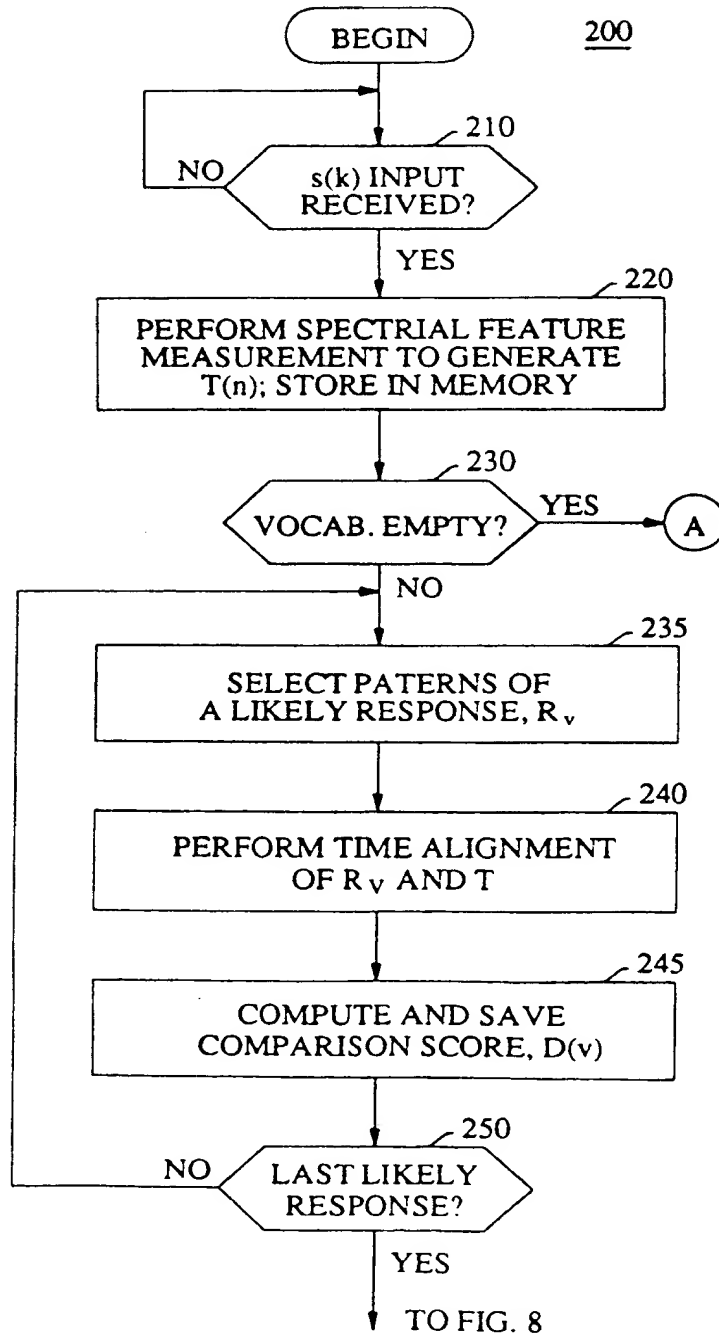 BEGIN
200
210
NO
s(k) INPUT
RECEIVED?
YES
220
PERFORM SPECTRIAL FEATURE
MEASUREMENT TO GENERATE
T(n); STORE IN MEMORY
230
VOCAB. EMPTY?
YES
A
NO
235
SELECT PATERNS OF
A LIKELY RESPONSE, Rv
240
PERFORM TIME ALIGNMENT
OF Rv AND T
245
COMPUTE AND SAVE
COMPARISON SCORE, D(v)
250
NO
LAST LIKELY
RESPONSE?
YES
TO FIG. 8